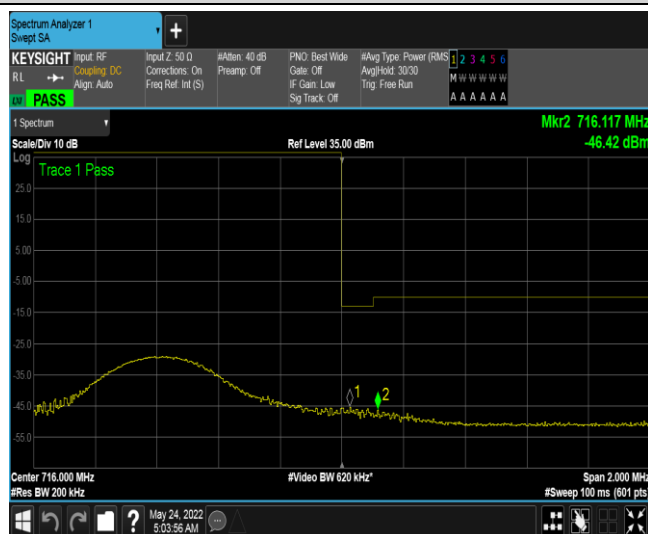 Spectrum Analyzer 1
Swept SA
+
KEYSIGHT Input: RF Input Z: 50 Ω #Atten: 40 dB PNO: Best Wide #Avg Type: Power (RMS 1 2 3 4 5 6
RL Coupling: DC Corrections: On Preamp: Off Gate: Off Avg|Hold: 30/30 M W W W W W
Align: Auto Freq Ref: Int (S) IF Gain: Low Trig: Free Run
LXI PASS Sig Track: Off A A A A A A
1 Spectrum
Mkr2 716.117 MHz
Scale/Div 10 dB Ref Level 35.00 dBm -46.42 dBm
Log
Trace 1 Pass
25.0
15.0
5.00
-5.00
-15.0
-25.0
-35.0
-45.0
1
2
-55.0
Center 716.000 MHz #Video BW 620 kHz* Span 2.000 MHz
#Res BW 200 kHz #Sweep 100 ms (601 pts)
? May 24, 2022
5:03:56 AM